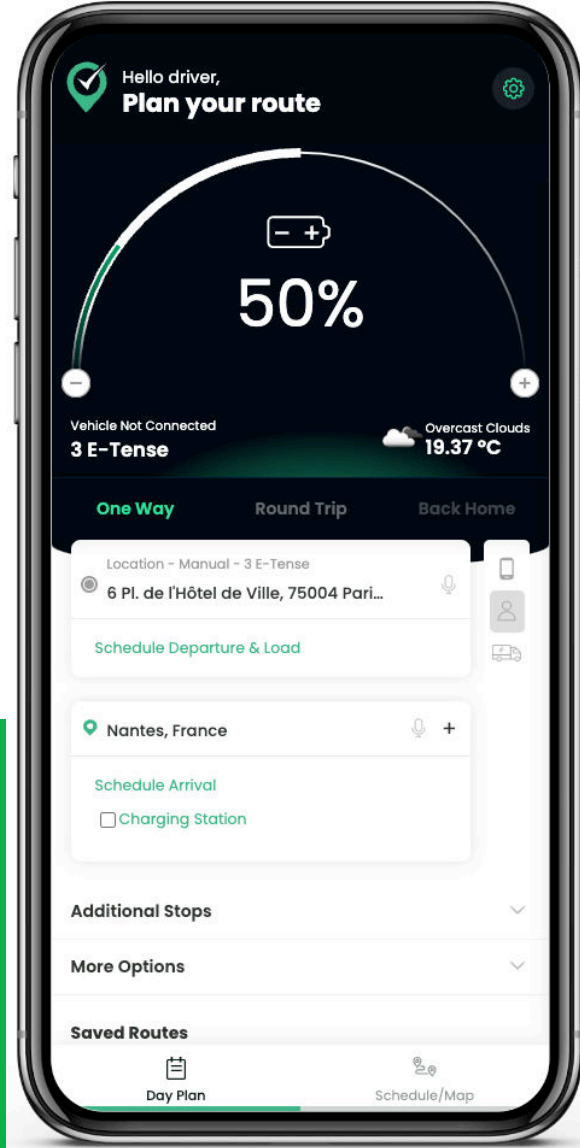 Hello driver,
Plan your route
50%
Vehicle Not Connected
3 E-Tense
Overcast Clouds
19.37 °C
One Way
Round Trip
Back Home
Location - Manual - 3 E-Tense
6 Pl. de l'Hôtel de Ville, 75004 Pari...
Schedule Departure & Load
Nantes, France
Schedule Arrival
Charging Station
Additional Stops
More Options
Saved Routes
Day Plan
Schedule/Map